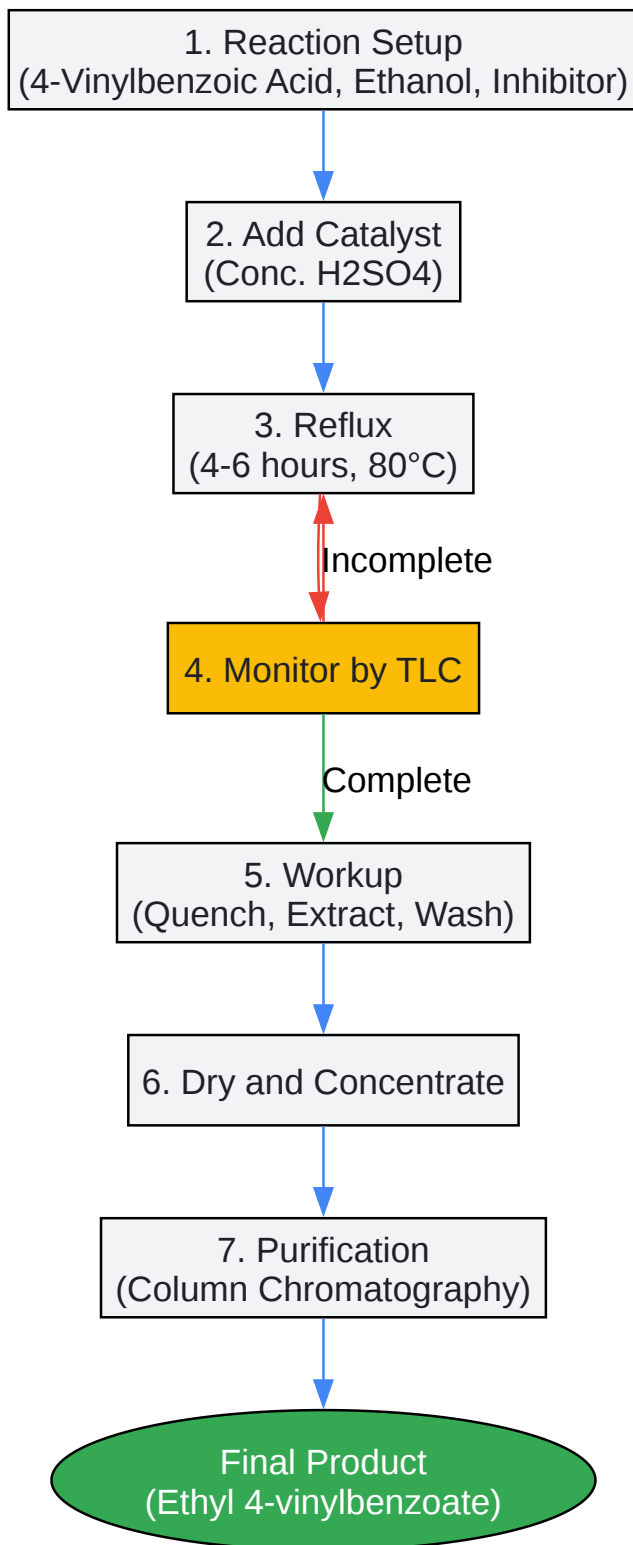 1. Reaction Setup
(4-Vinylbenzoic Acid, Ethanol, Inhibitor)
2. Add Catalyst
(Conc. H2SO4)
3. Reflux
(4-6 hours, 80°C)
Incomplete
4. Monitor by TLC
Complete
5. Workup
(Quench, Extract, Wash)
6. Dry and Concentrate
7. Purification
(Column Chromatography)
Final Product
(Ethyl 4-vinylbenzoate)